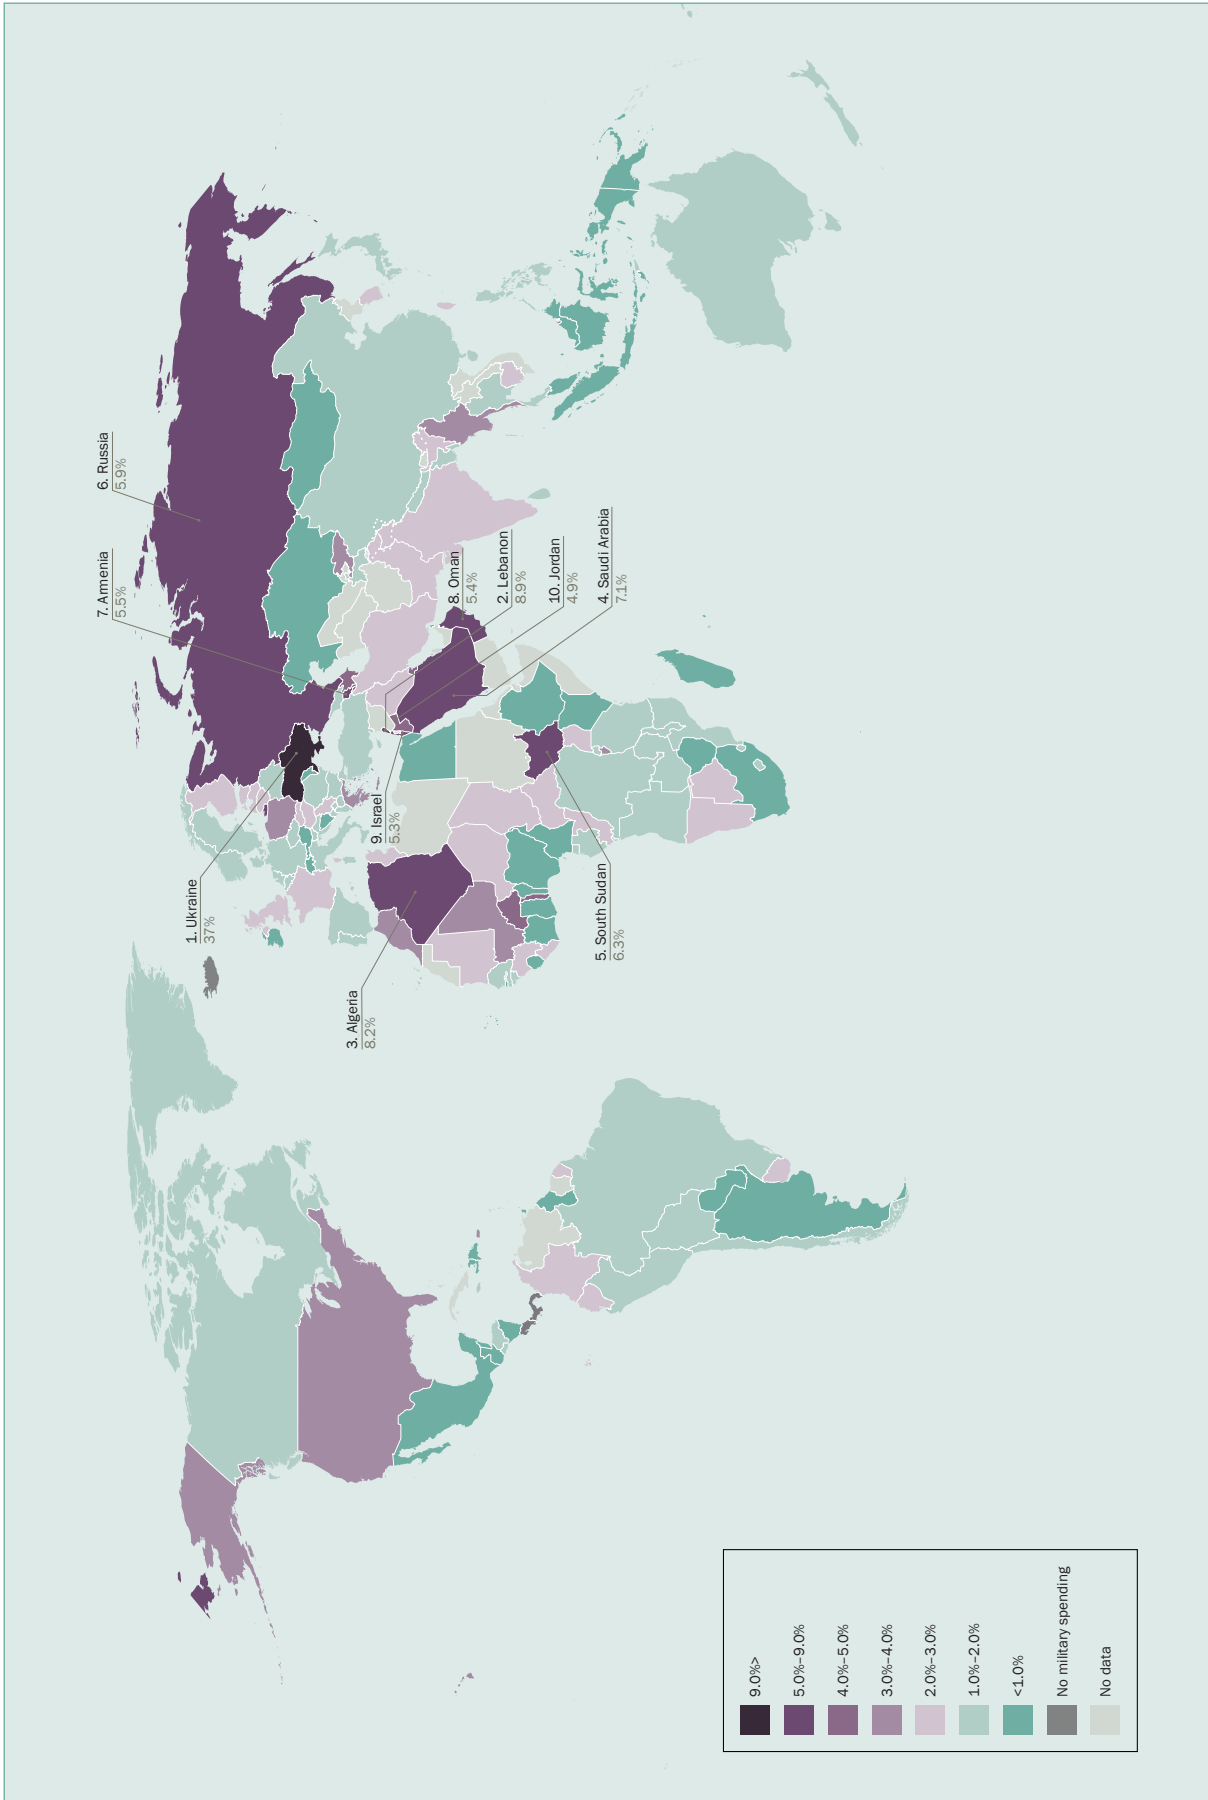 1. Ukraine
37%
3. Algeria
8.2%
5. South Sudan
6.3%
9. Israel
5.3%
7. Armenia
5.5%
8. Oman
5.4%
2. Lebanon
8.9%
10. Jordan
4.9%
4. Saudi Arabia
7.1%
6. Russia
5.9%
9.0%>
5.0%–9.0%
4.0%–5.0%
3.0%–4.0%
2.0%–3.0%
1.0%–2.0%
<1.0%
No military spending
No data